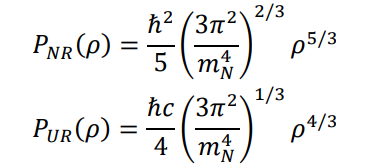 P_{NR}(ρ) = \frac{ħ^2}{5} \left( \frac{3π^2}{m_N^4} \right)^{2/3} ρ^{5/3}
P_{UR}(ρ) = \frac{ħc}{4} \left( \frac{3π^2}{m_N^4} \right)^{1/3} ρ^{4/3}